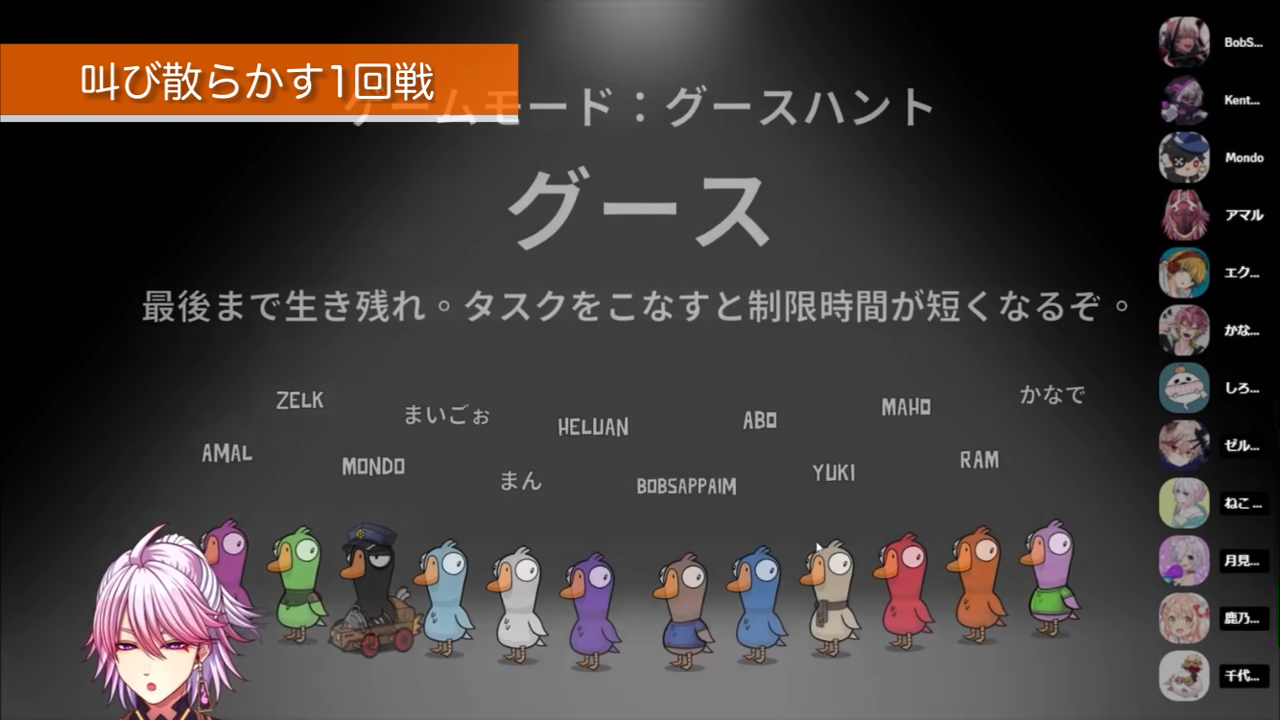 叫び散らかす1回戦
ゲームモード：グースハント
グース
最後まで生き残れ。タスクをこなすと制限時間が短くなるぞ。
ZELK
まいごぉ
HELUAN
ABO
MAHO
かなで
AMAL
MONDO
まん
BOBSAPPAIM
YUKI
RAM
BobS...
Kent...
Mondo
アマル
エク...
かな...
しろ...
ゼル...
ねこ...
月見...
鹿乃...
千代...